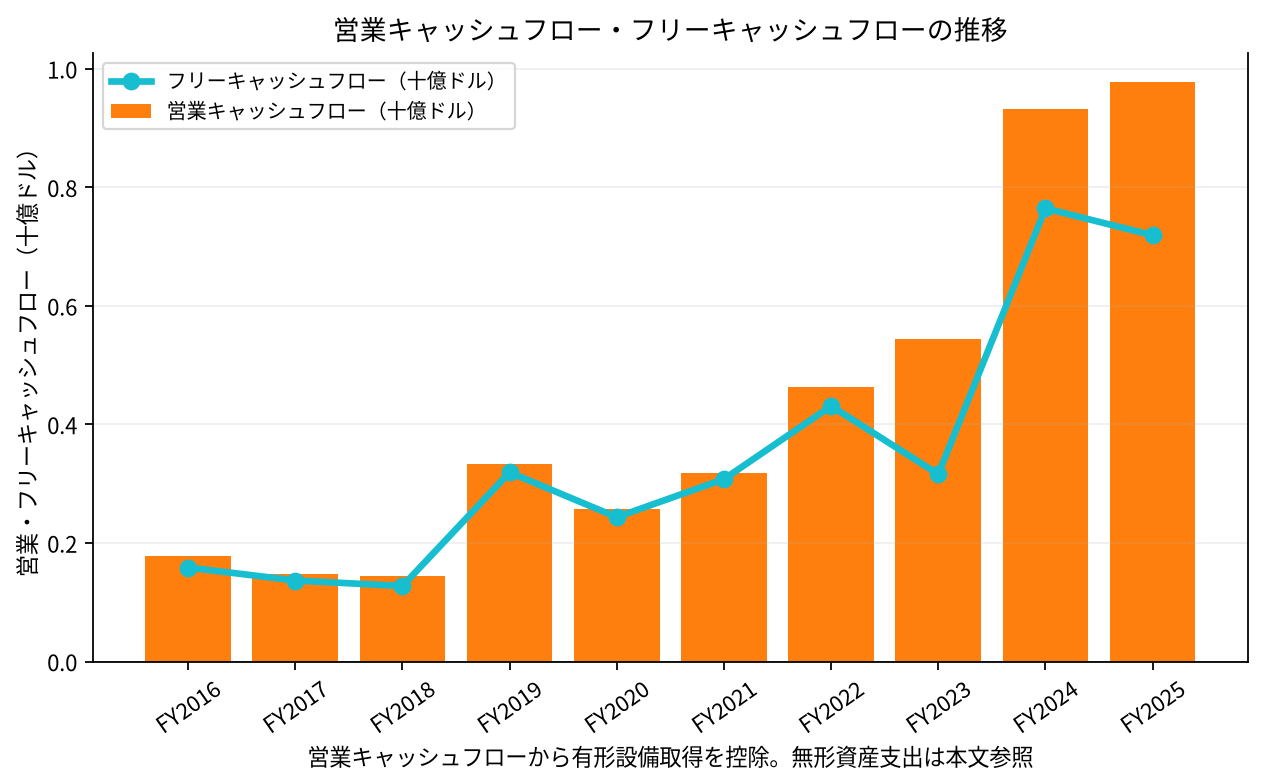 営業キャッシュフロー・フリーキャッシュフローの推移
フリーキャッシュフロー（十億ドル）
営業キャッシュフロー（十億ドル）
営業・フリーキャッシュフロー（十億ドル）
1.0
0.8
0.6
0.4
0.2
0.0
FY2016
FY2017
FY2018
FY2019
FY2020
FY2021
FY2022
FY2023
FY2024
FY2025
営業キャッシュフローから有形設備取得を控除。無形資産支出は本文参照